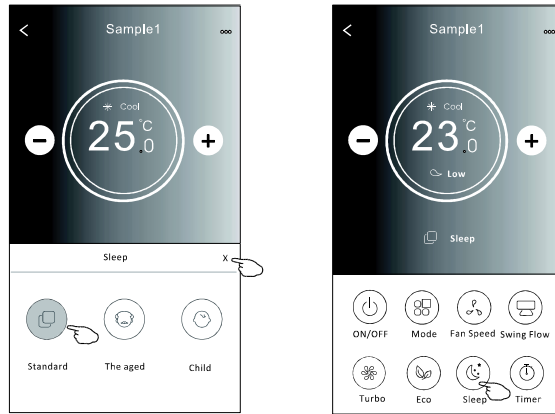 Sample1
Cool
25.0°C
Sleep X
Standard The aged Child
Sample1
Cool
23.0°C
Low
Sleep
ON/OFF Mode Fan Speed Swing Flow
Turbo Eco Sleep Timer